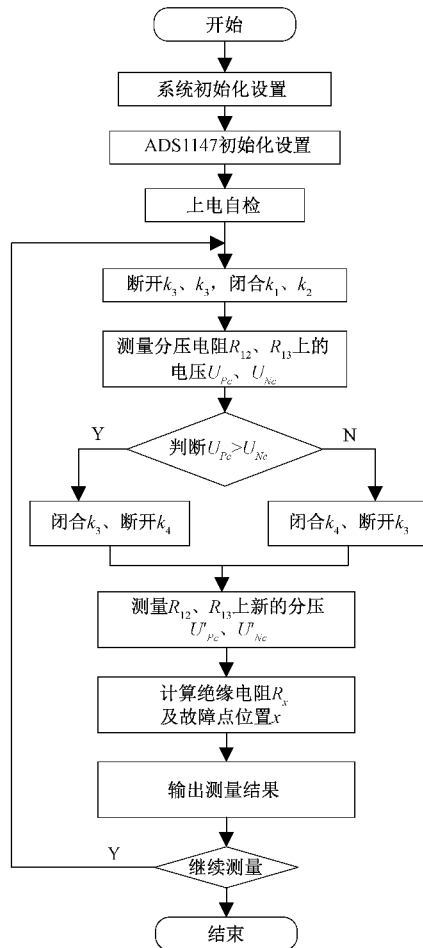 开始
系统初始化设置
ADS1147初始化设置
上电自检
断开k₃、k₃，闭合k₁、k₂
测量分压电阻R₁₂、R₁₃上的
电压U_Pc、U_Nc
Y
判断U_Pc>U_Nc
N
闭合k₃、断开k₄
闭合k₄、断开k₃
测量R₁₂、R₁₃上新的分压
U'_Pc、U'_Nc
计算绝缘电阻Rₓ
及故障点位置x
输出测量结果
Y
继续测量
结束